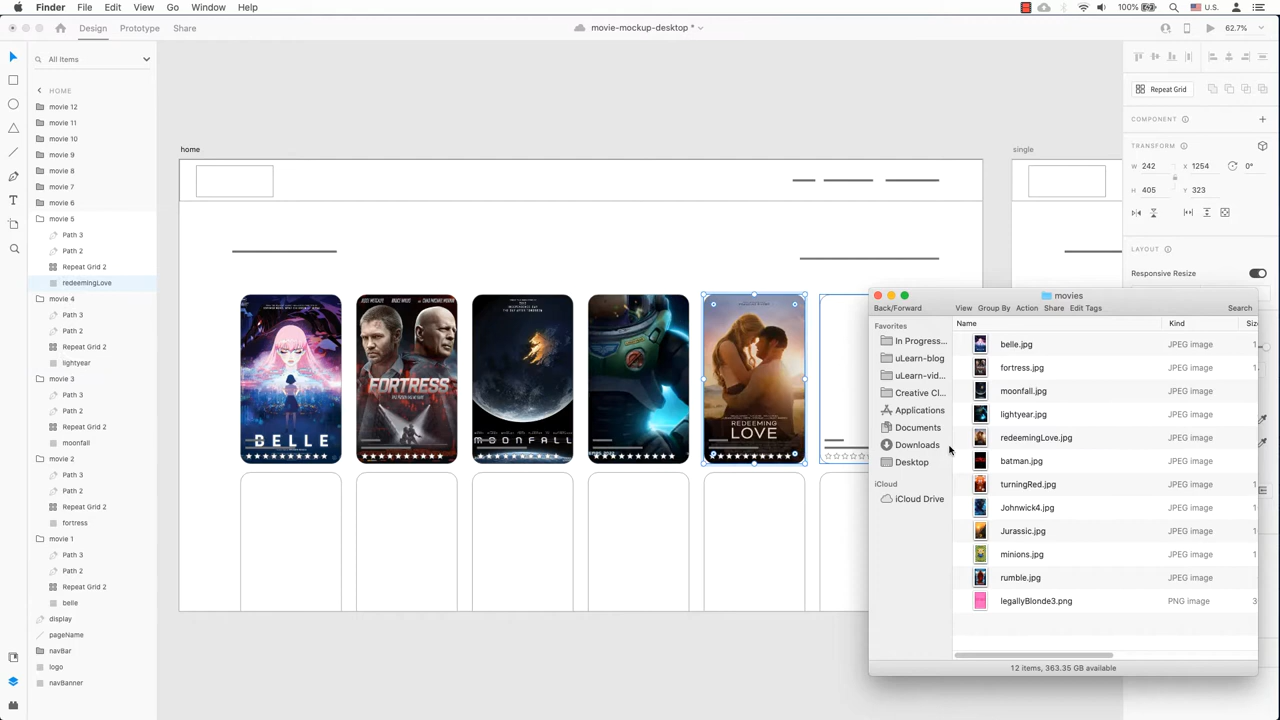 Finder File Edit View Go Window Help 100% U.S.
Design Prototype Share movie-mockup-desktop * 62.7%
All Items
HOME
movie 12
movie 11
movie 10
movie 9
movie 8
movie 7
movie 6
movie 5
Path 3
Path 2
Repeat Grid 2
redeemingLove
movie 4
Path 3
Path 2
Repeat Grid 2
lightyear
movie 3
Path 3
Path 2
Repeat Grid 2
moonfall
movie 2
Path 3
Path 2
Repeat Grid 2
fortress
movie 1
Path 3
Path 2
Repeat Grid 2
belle
display
pageName
navBar
logo
navBanner
home
single
BELLE
FORTRESS
MOONFALL
REDEEMING
LOVE
Repeat Grid
COMPONENT
TRANSFORM
W 242 X 1254 0°
H 405 Y 323
LAYOUT
Responsive Resize
movies
Back/Forward View Group By Action Share Edit Tags Search
Favorites
In Progress...
uLearn-blog
uLearn-vid...
Creative Cl...
Applications
Documents
Downloads
Desktop
iCloud
iCloud Drive
Name Kind
belle.jpg JPEG image
fortress.jpg JPEG image
moonfall.jpg JPEG image
lightyear.jpg JPEG image
redeemingLove.jpg JPEG image
batman.jpg JPEG image
turningRed.jpg JPEG image
Johnwick4.jpg JPEG image
Jurassic.jpg JPEG image
minions.jpg JPEG image
rumble.jpg JPEG image
legallyBlonde3.png PNG image
12 items, 363.35 GB available